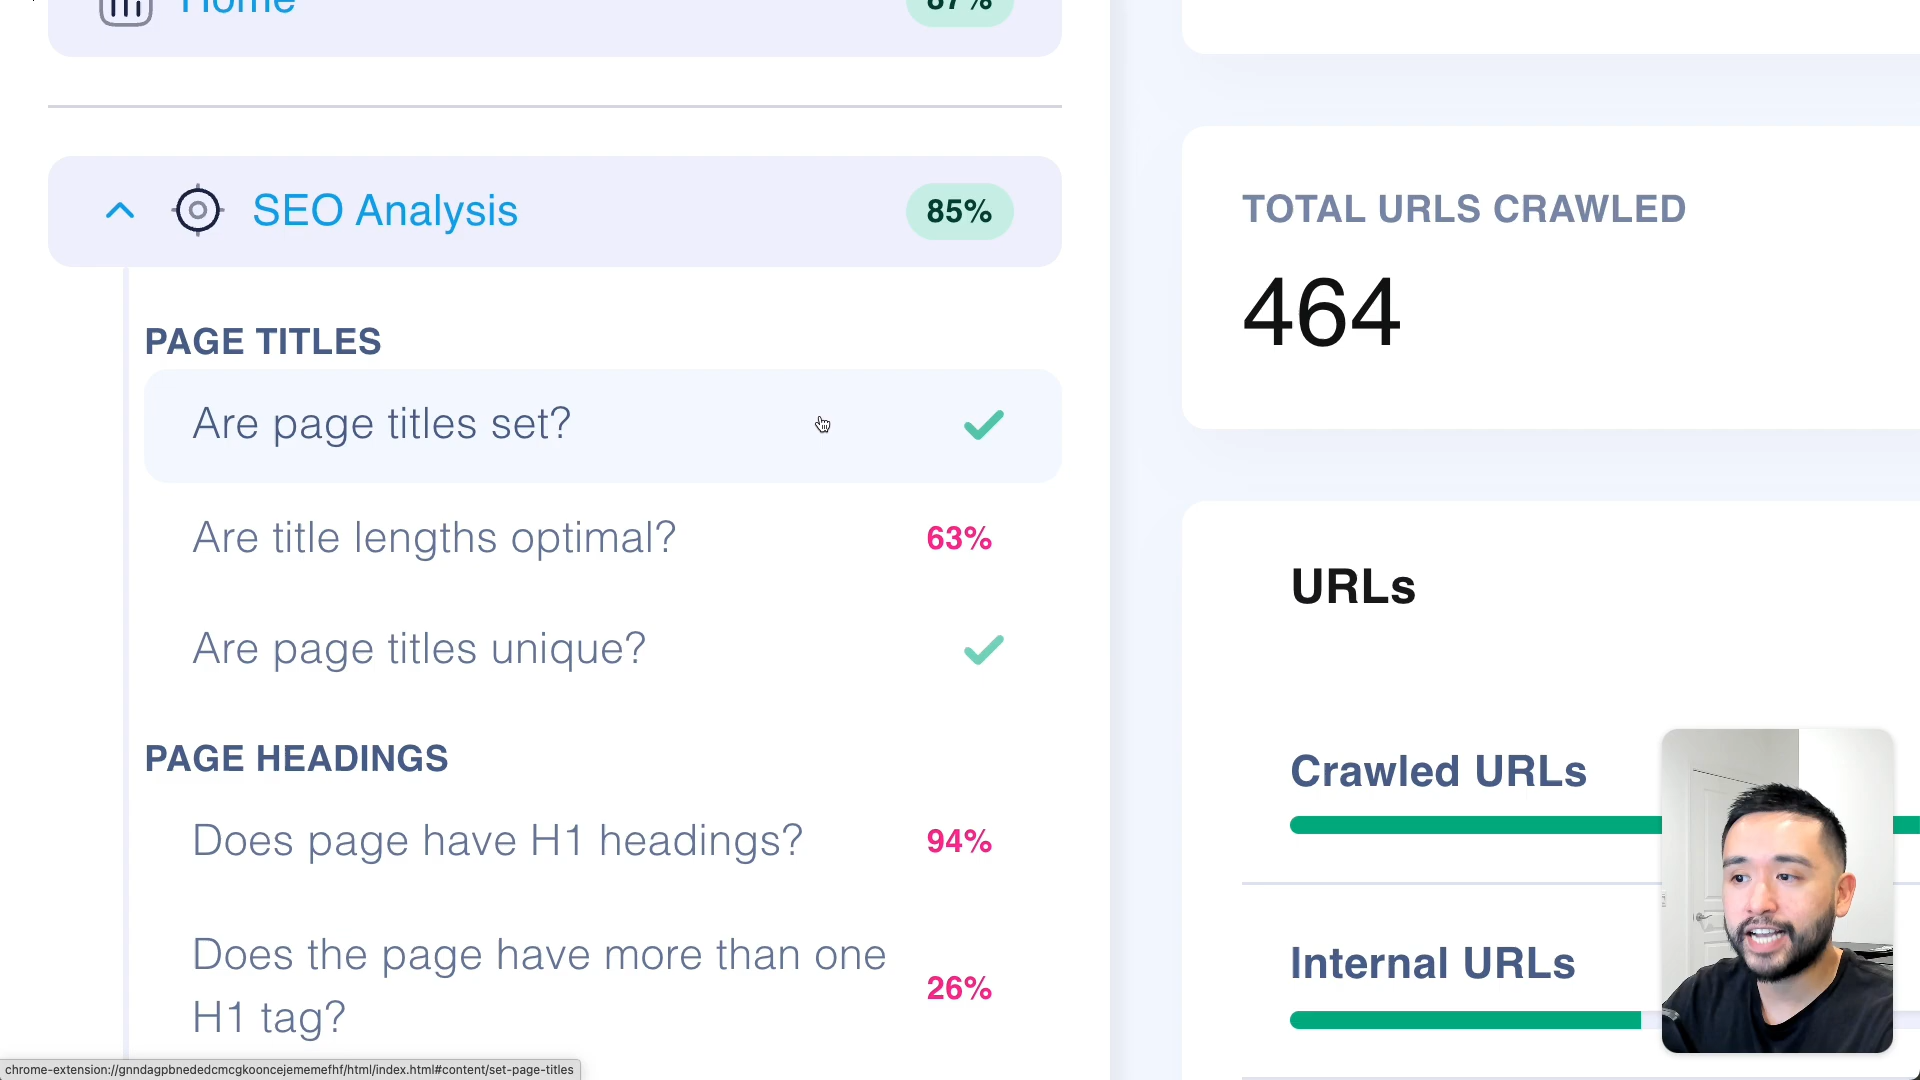 Home
87%
SEO Analysis
85%
PAGE TITLES
Are page titles set?
Are title lengths optimal?
63%
Are page titles unique?
PAGE HEADINGS
Does page have H1 headings?
94%
Does the page have more than one
H1 tag?
26%
TOTAL URLS CRAWLED
464
URLs
Crawled URLs
Internal URLs
chrome-extension://gnndagpbnededcmcgkooncejememefhf/html/index.html#content/set-page-titles